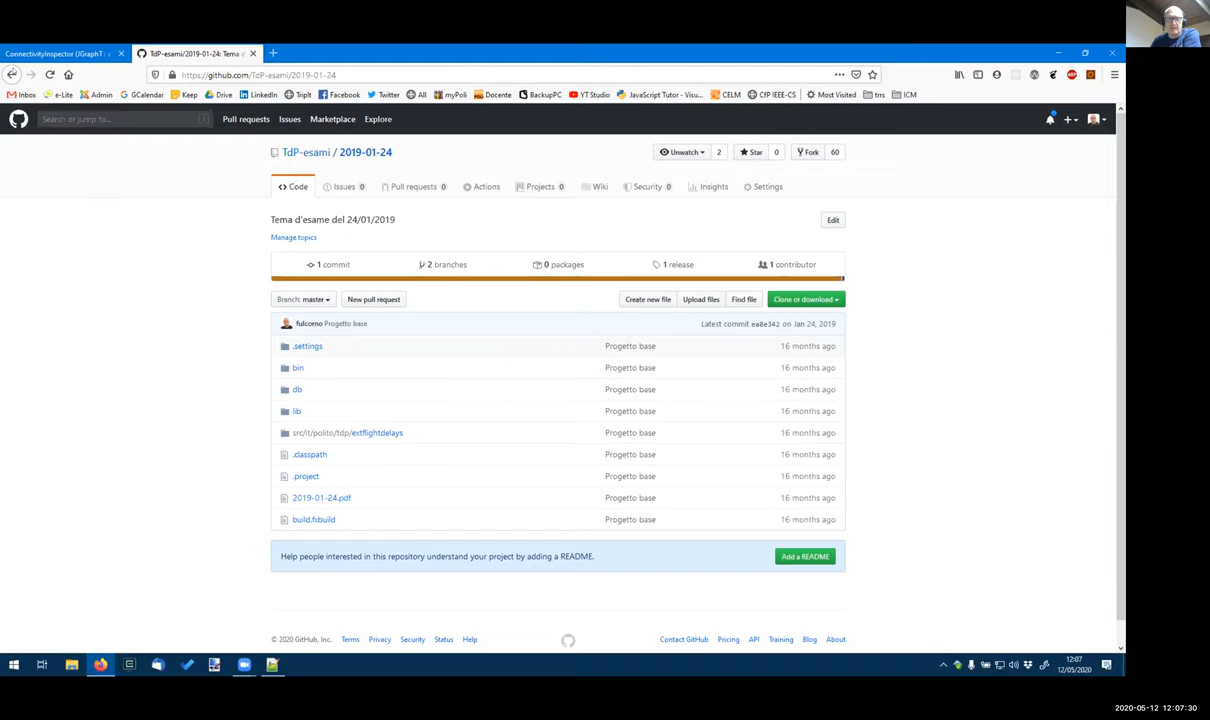 ConnectivityInspector (JGraphT : a
TdP-esami/2019-01-24: Tema d'
https://github.com/TdP-esami/2019-01-24
Inbox e-Lite Admin GCalendar Keep Drive LinkedIn TripIt Facebook Twitter All myPoli Docente BackupPC YT Studio JavaScript Tutor - Visu... CELM CfP IEEE-CS Most Visited trrs ICM
Search or jump to... / Pull requests Issues Marketplace Explore
TdP-esami / 2019-01-24
Unwatch 2 Star 0 Fork 60
Code Issues 0 Pull requests 0 Actions Projects 0 Wiki Security 0 Insights Settings
Tema d'esame del 24/01/2019
Edit
Manage topics
1 commit 2 branches 0 packages 1 release 1 contributor
Branch: master New pull request Create new file Upload files Find file Clone or download
fulcorno Progetto base Latest commit ea8e342 on Jan 24, 2019
.settings Progetto base 16 months ago
bin Progetto base 16 months ago
db Progetto base 16 months ago
lib Progetto base 16 months ago
src/it/polito/tdp/extflightdelays Progetto base 16 months ago
.classpath Progetto base 16 months ago
.project Progetto base 16 months ago
2019-01-24.pdf Progetto base 16 months ago
build.fxbuild Progetto base 16 months ago
Help people interested in this repository understand your project by adding a README. Add a README
© 2020 GitHub, Inc. Terms Privacy Security Status Help Contact GitHub Pricing API Training Blog About
12:07
12/05/2020
2020-05-12 12:07:30